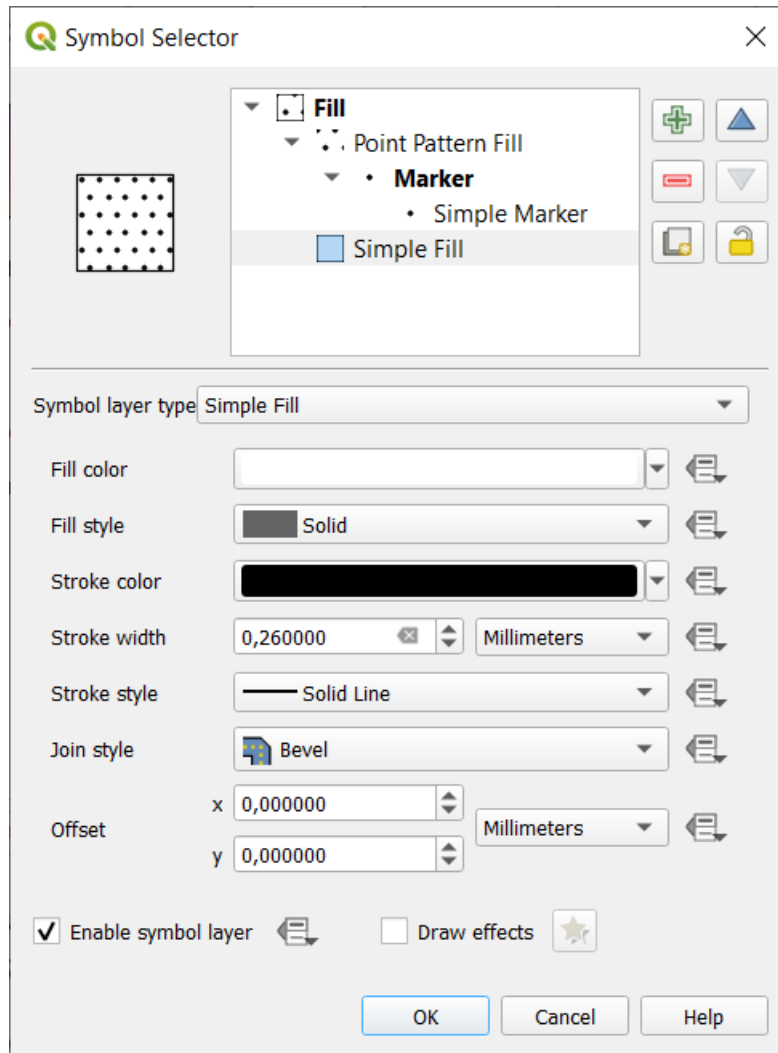 Symbol Selector
Fill
Point Pattern Fill
Marker
Simple Marker
Simple Fill
Symbol layer type Simple Fill
Fill color
Fill style Solid
Stroke color
Stroke width 0,260000 Millimeters
Stroke style Solid Line
Join style Bevel
x 0,000000
Offset Millimeters
y 0,000000
Enable symbol layer Draw effects
OK Cancel Help